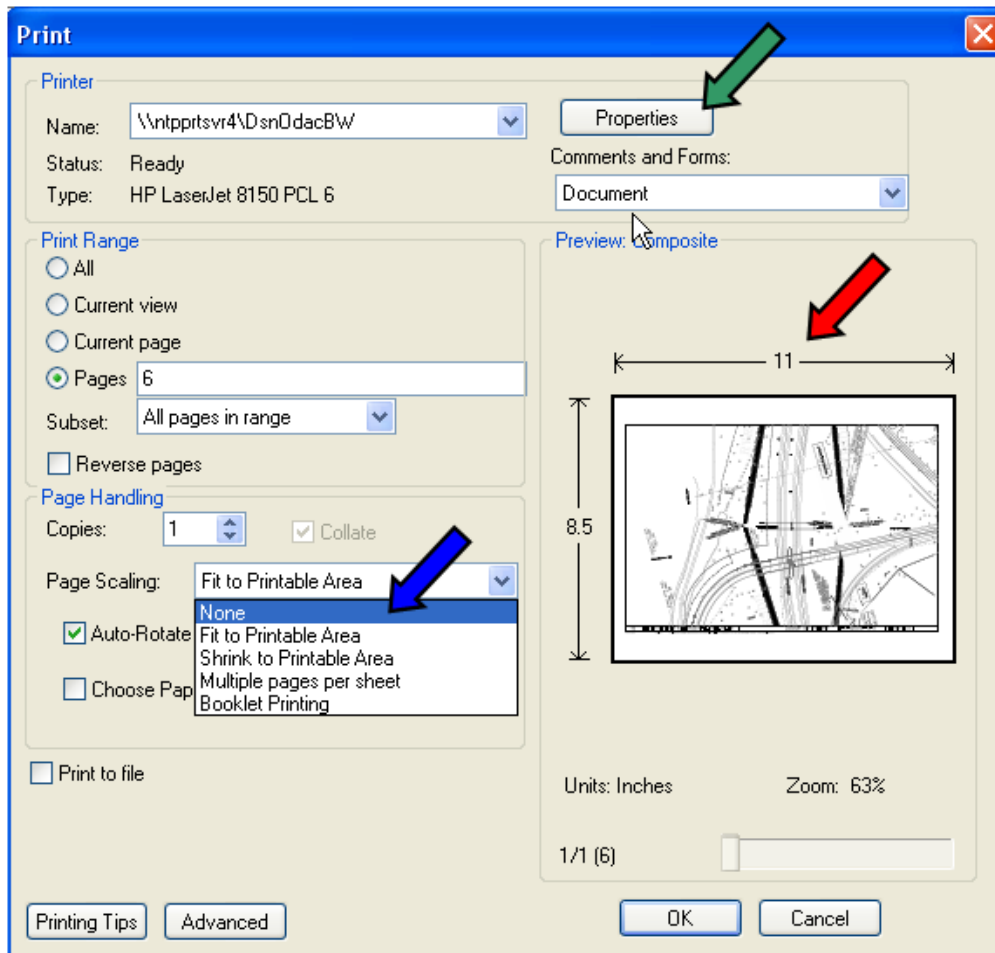 Print
Printer
Name: \\ntpprtsvr4\DsnOdacBW
Properties
Status: Ready
Comments and Forms:
Type: HP LaserJet 8150 PCL 6
Document
Print Range
All
Current view
Current page
Pages 6
Subset: All pages in range
Reverse pages
Page Handling
Copies: 1 Collate
Page Scaling: Fit to Printable Area
None
Fit to Printable Area
Shrink to Printable Area
Multiple pages per sheet
Booklet Printing
Auto-Rotate
Choose Pap
Print to file
Preview: Composite
11
8.5
Units: Inches Zoom: 63%
1/1 (6)
Printing Tips Advanced OK Cancel